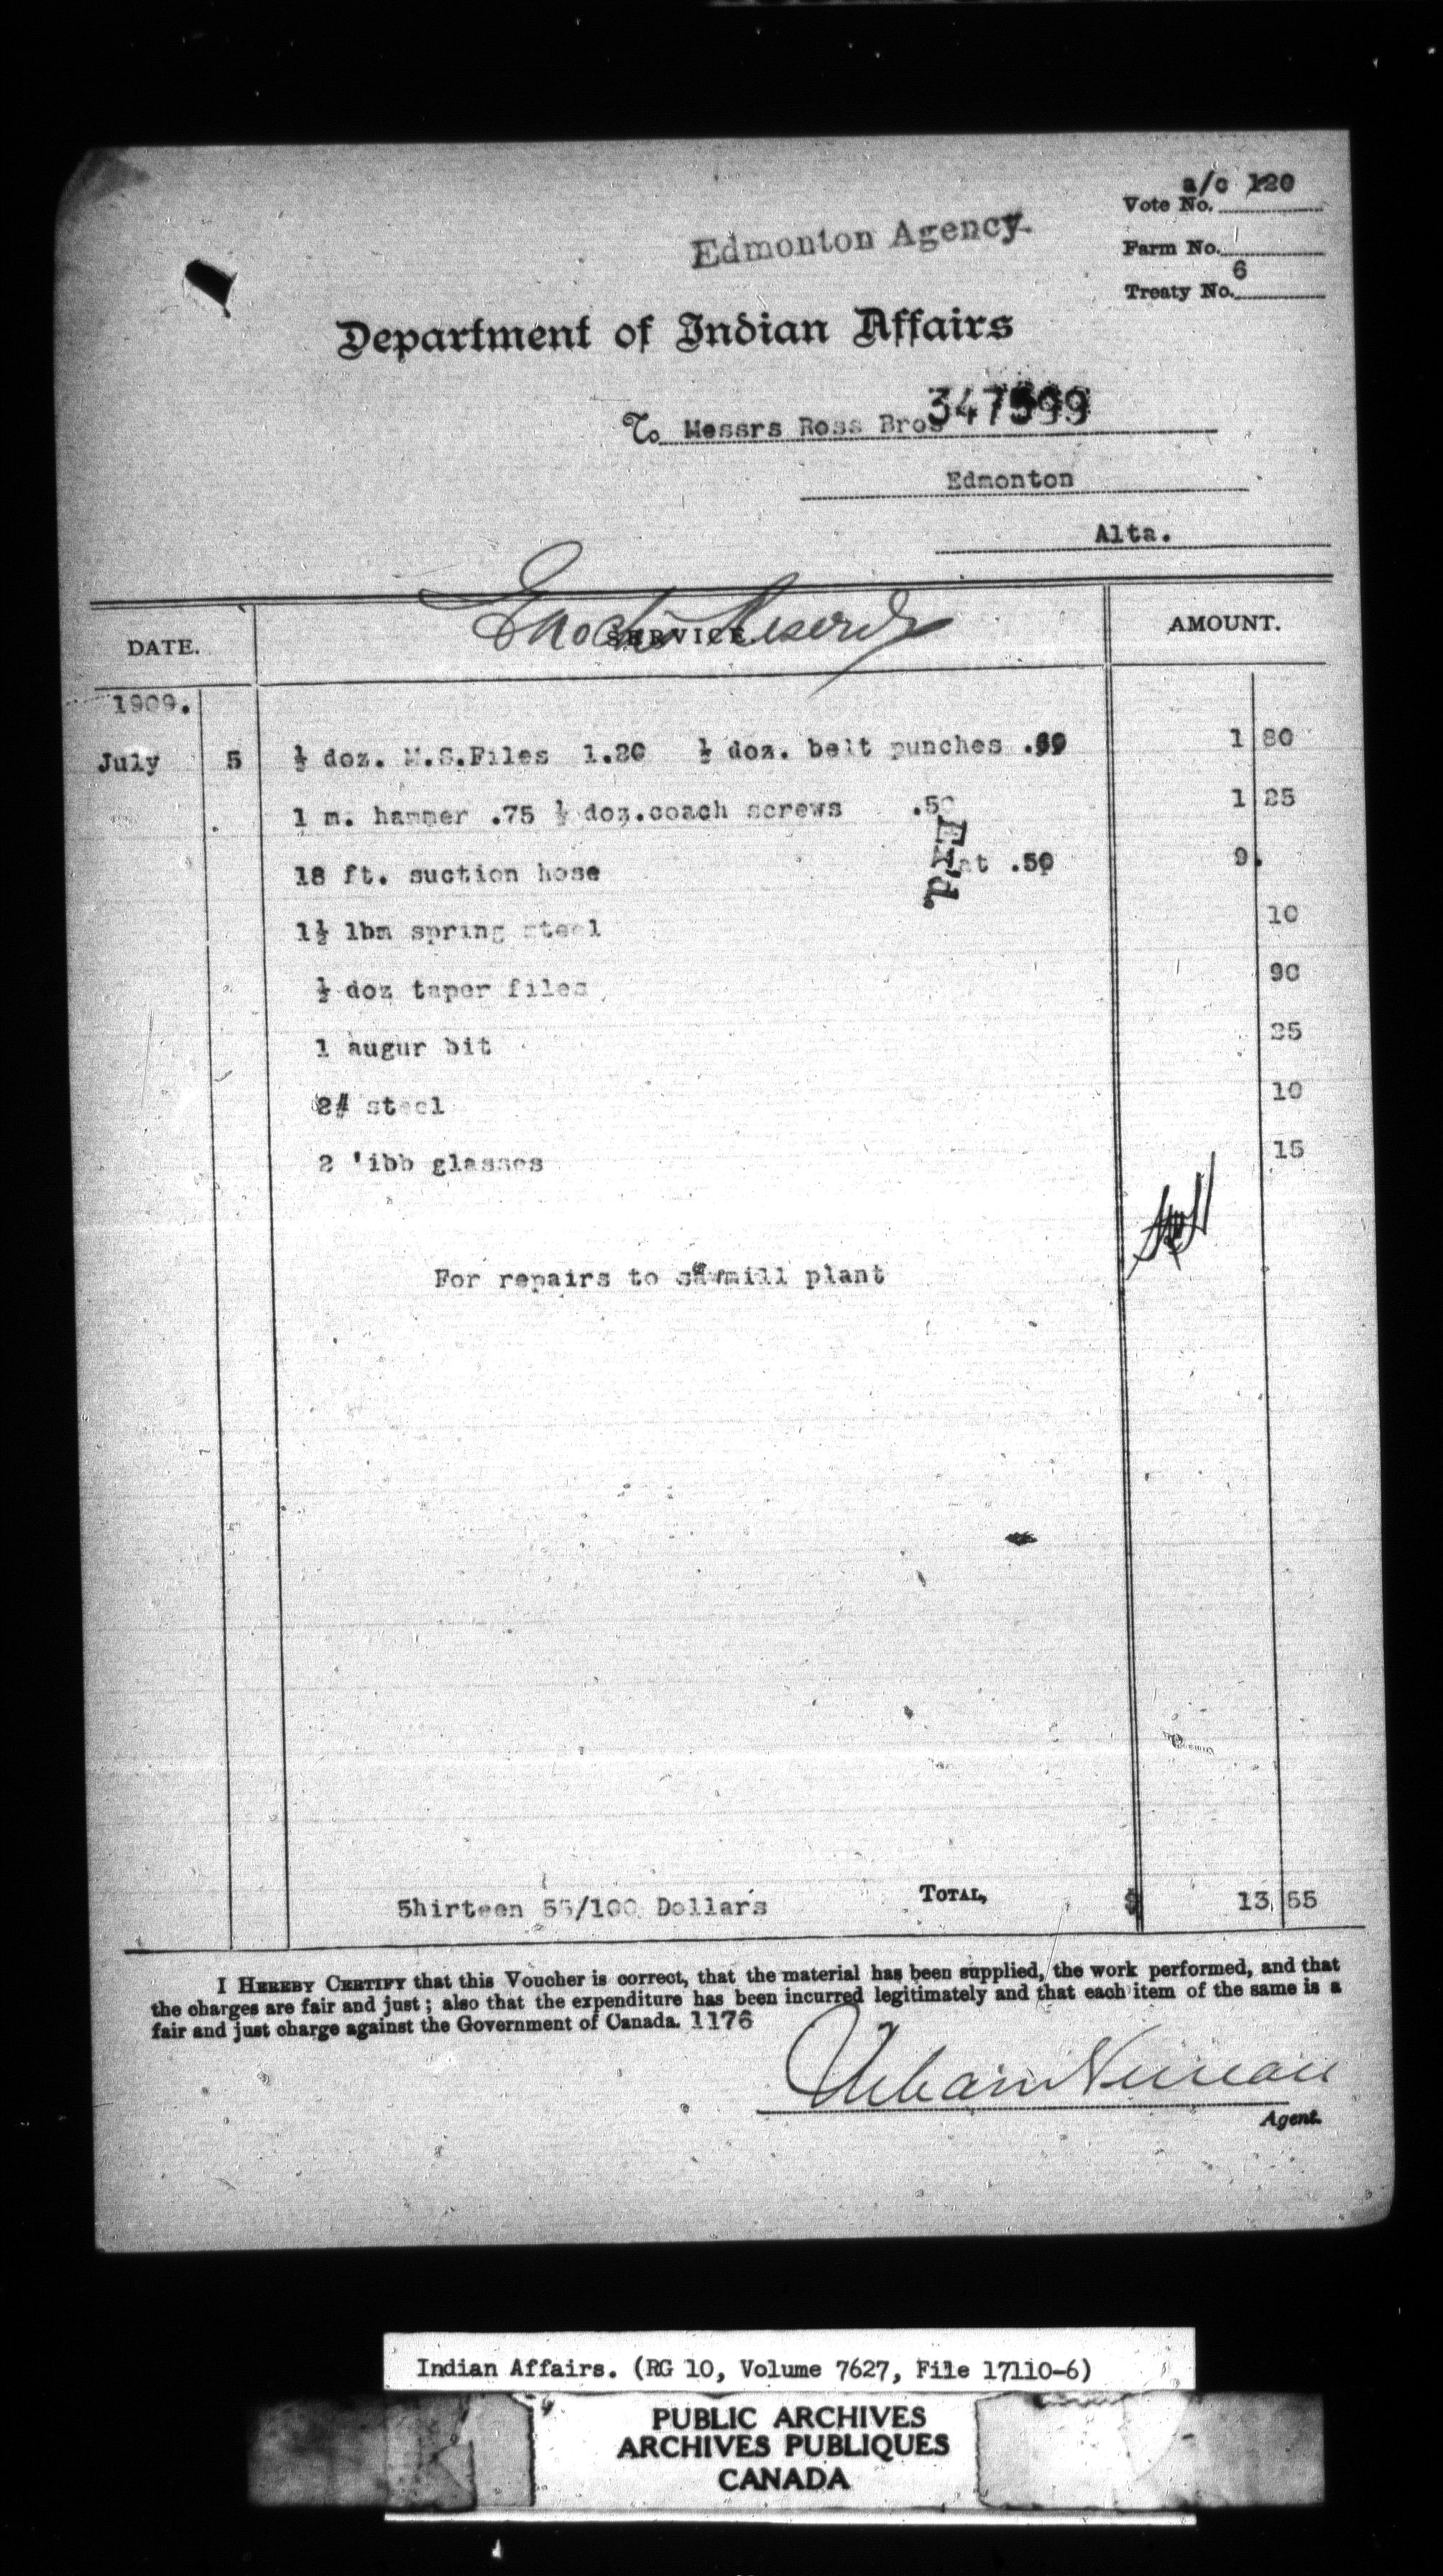 a/c 120
Vote No.
Edmonton Agency.
Farm No.
6
Treaty No.
Department of Indian Affairs
347599
To Messrs Ross Bros
Edmonton
Alta.
Enoch's Reserve
DATE. SERVICE. AMOUNT.
1909.
July 5 ½ doz. M.S.Files 1.20 ½ doz. belt punches .60 1 80
1 m. hammer .75 ½ doz.coach screws .50 1 25
Ex'd.
18 ft. suction hose at .50 9.
1½ lbm spring steel 10
½ doz taper files 90
1 augur bit 25
2# steel 10
2 'ibb glasses 15
For repairs to sawmill plant
5hirteen 55/100 Dollars TOTAL, $ 13 55
I HEREBY CERTIFY that this Voucher is correct, that the material has been supplied, the work performed, and that
the charges are fair and just; also that the expenditure has been incurred legitimately and that each item of the same is a
fair and just charge against the Government of Canada. 1176
Urbain Verreau
Agent.
Indian Affairs. (RG 10, Volume 7627, File 17110-6)
PUBLIC ARCHIVES
ARCHIVES PUBLIQUES
CANADA